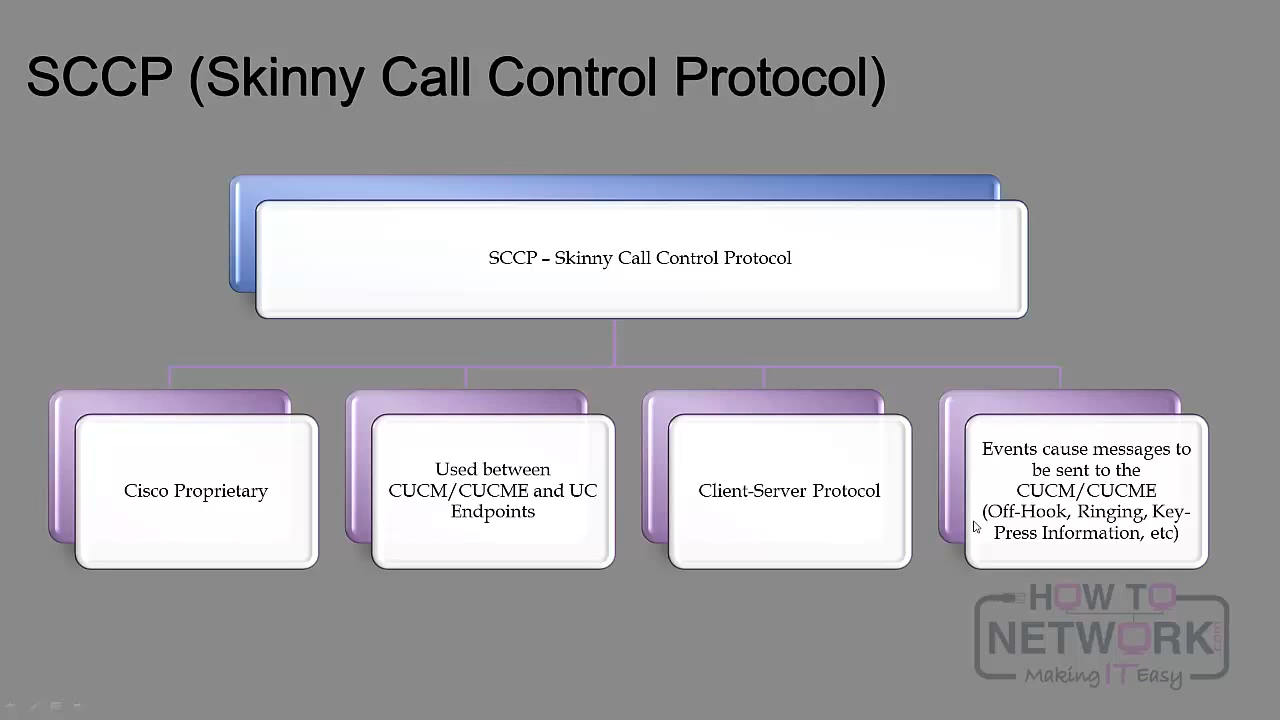 SCCP (Skinny Call Control Protocol)
SCCP – Skinny Call Control Protocol
Cisco Proprietary
Used between
CUCM/CUCME and UC
Endpoints
Client-Server Protocol
Events cause messages to
be sent to the
CUCM/CUCME
(Off-Hook, Ringing, Key-
Press Information, etc)
HOW TO
NETWORK.com
Making IT Easy